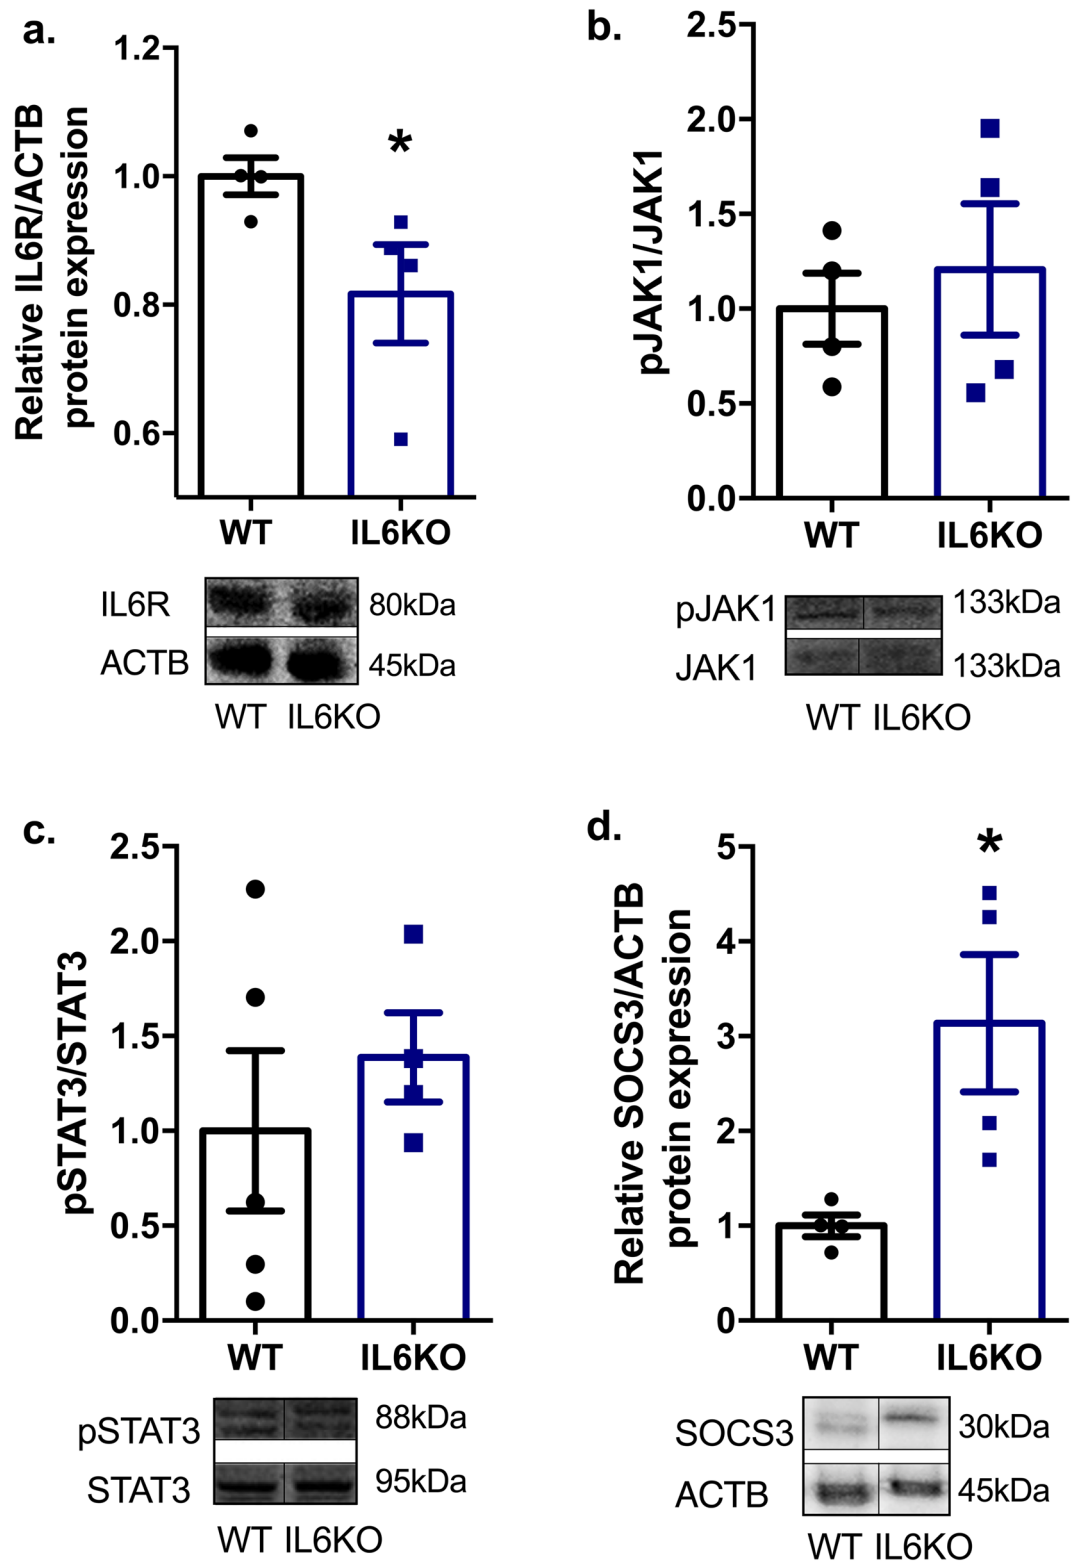 a.
Relative IL6R/ACTB
protein expression
1.2
1.0
0.8
0.6
*
WT IL6KO
IL6R 80kDa
ACTB 45kDa
WT IL6KO
b.
pJAK1/JAK1
2.5
2.0
1.5
1.0
0.5
0.0
WT IL6KO
pJAK1 133kDa
JAK1 133kDa
WT IL6KO
c.
pSTAT3/STAT3
2.5
2.0
1.5
1.0
0.5
0.0
WT IL6KO
pSTAT3 88kDa
STAT3 95kDa
WT IL6KO
d.
Relative SOCS3/ACTB
protein expression
5
4
3
2
1
0
*
WT IL6KO
SOCS3 30kDa
ACTB 45kDa
WT IL6KO